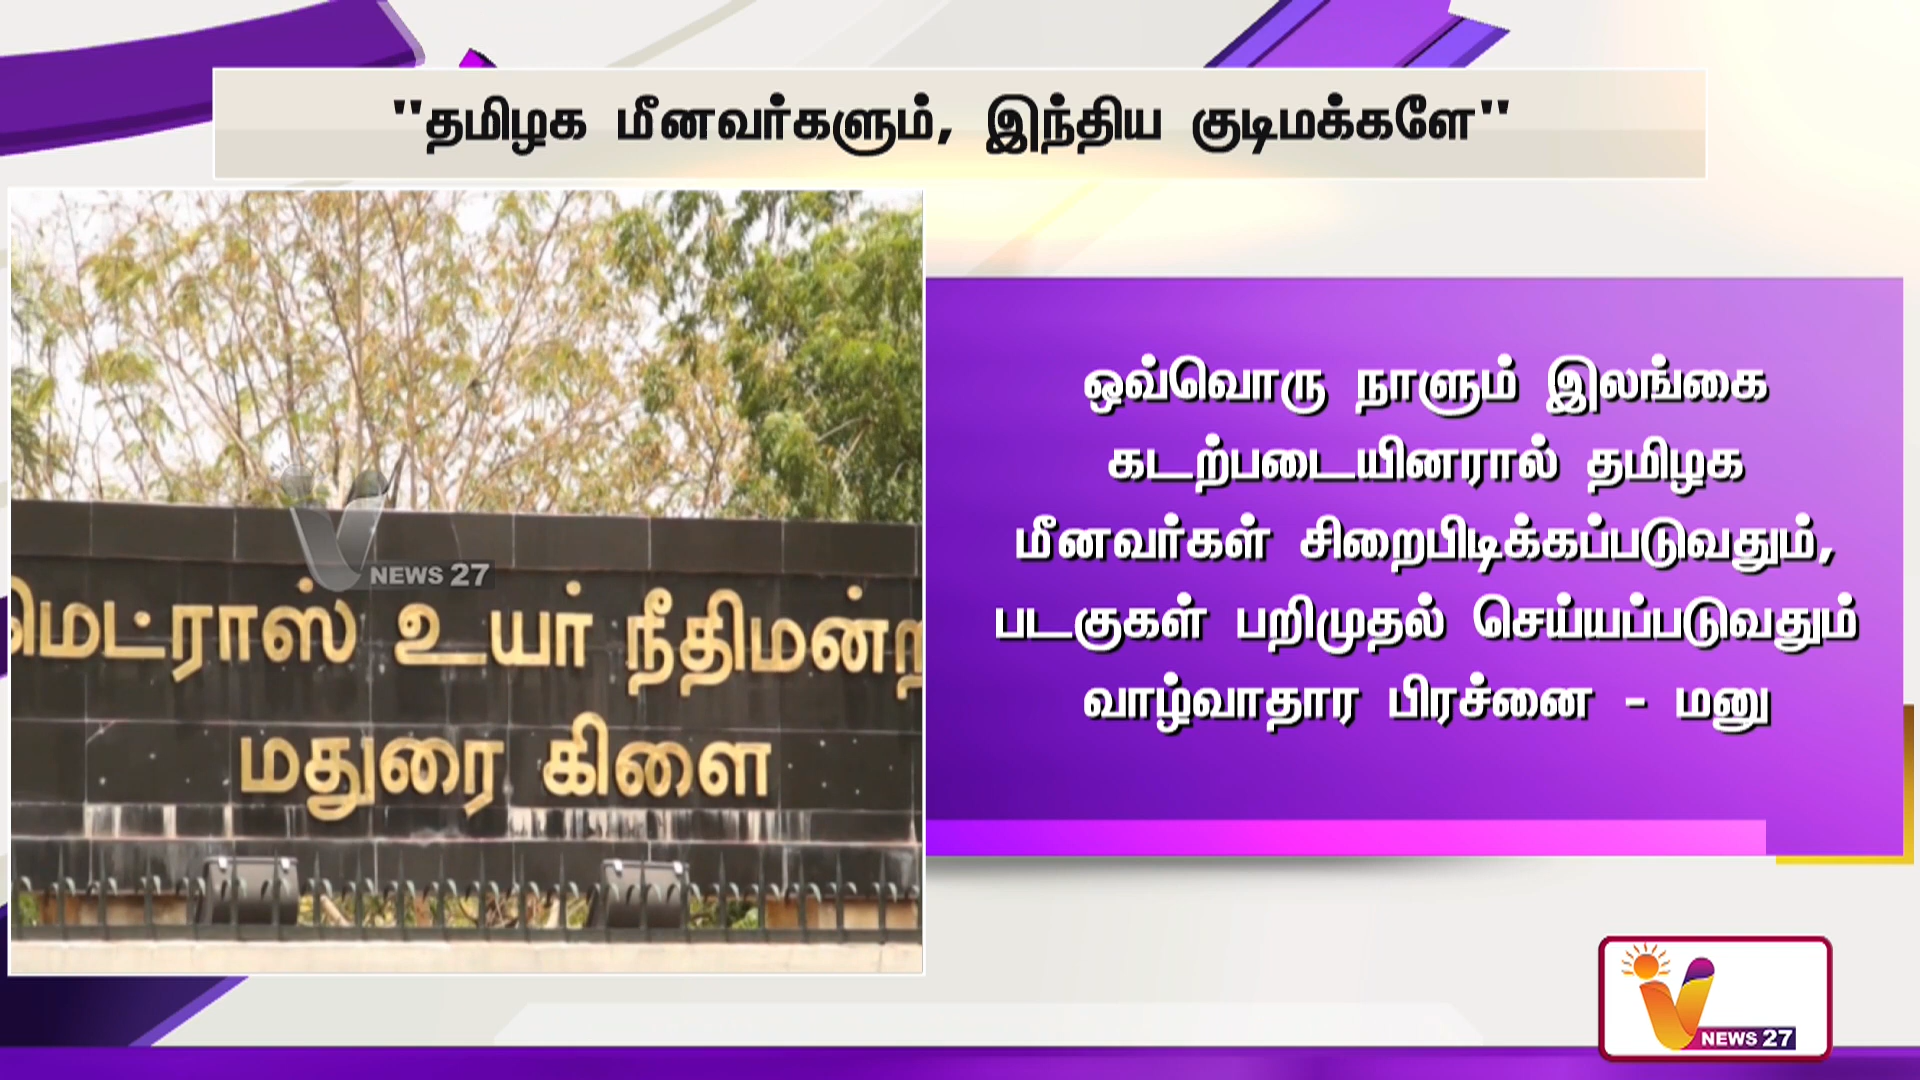 "தமிழக மீனவர்களும், இந்திய குடிமக்களே"
ஒவ்வொரு நாளும் இலங்கை
கடற்படையினரால் தமிழக
மீனவர்கள் சிறைபிடிக்கப்படுவதும்,
படகுகள் பறிமுதல் செய்யப்படுவதும்
வாழ்வாதார பிரச்னை - மனு
NEWS 27
மெட்ராஸ் உயர் நீதிமன்ற
மதுரை கிளை
NEWS 27